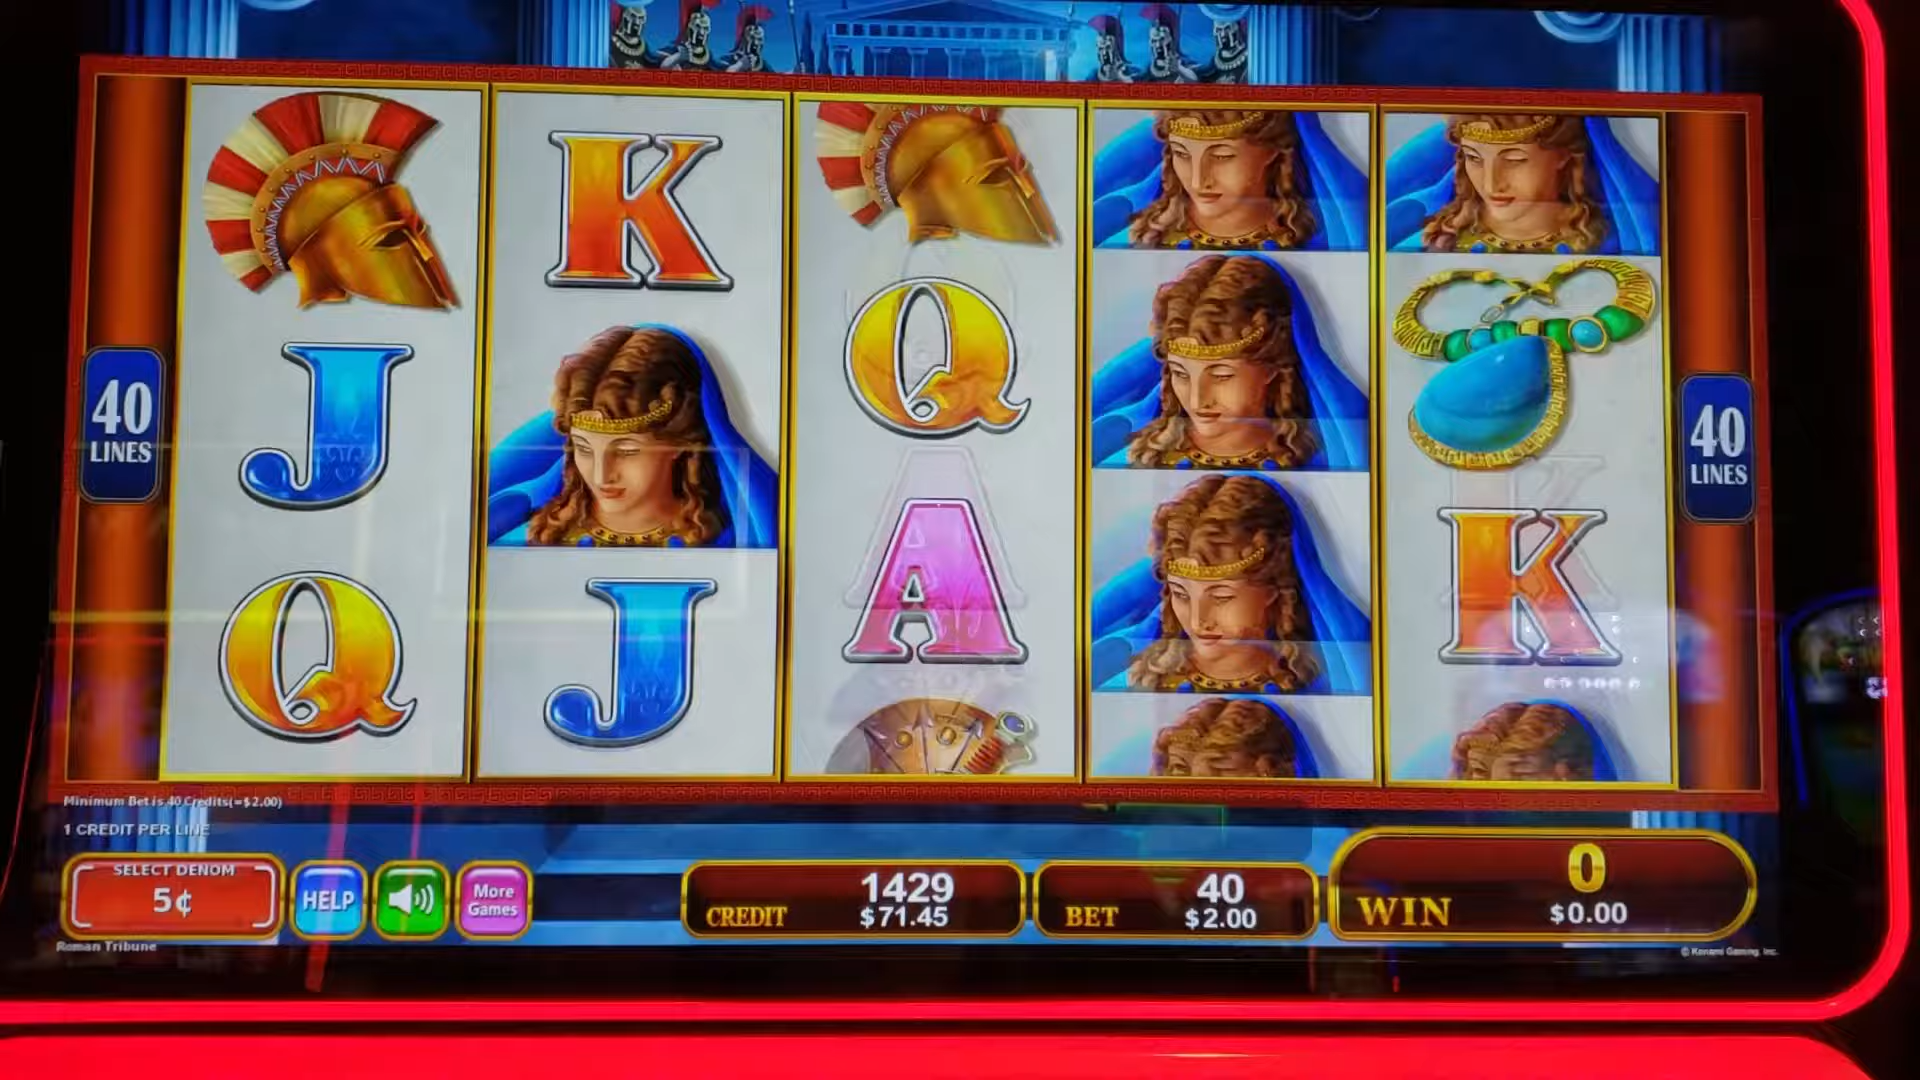 K
Q
J
40
LINES
40
LINES
A
K
Q
J
Minimum Bet is 40 Credits(=$2.00)
1 CREDIT PER LINE
SELECT DENOM
5¢
HELP
More
Games
CREDIT
1429
$71.45
BET
40
$2.00
WIN
0
$0.00
Roman Tribune
© Konami Gaming, Inc.